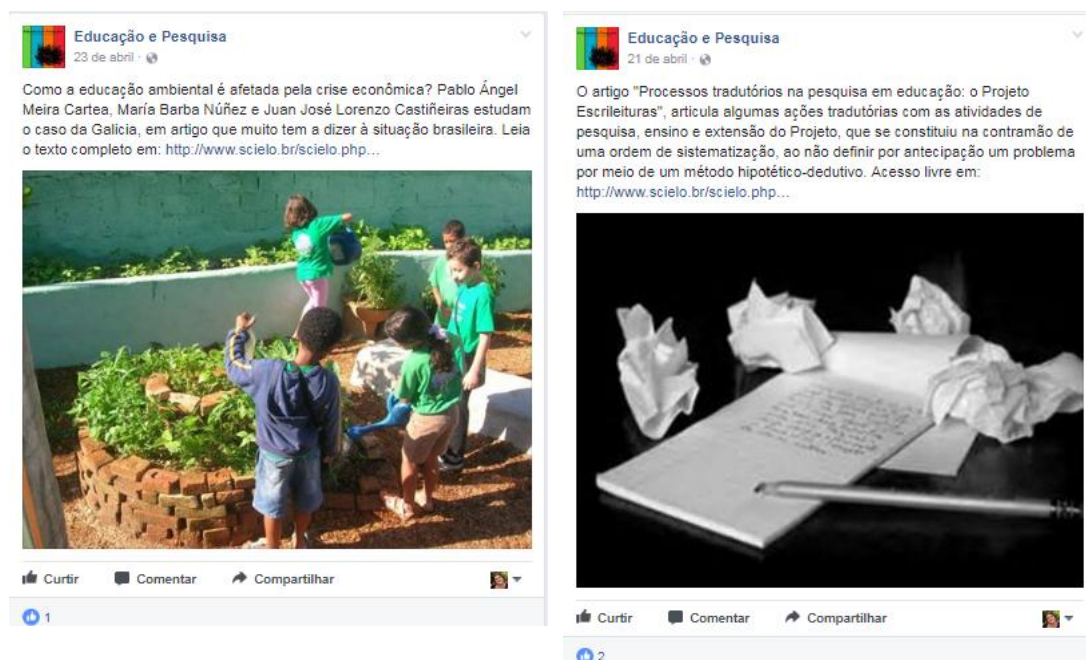 Educação e Pesquisa
23 de abril ·
Como a educação ambiental é afetada pela crise econômica? Pablo Ángel
Meira Cartea, María Barba Núñez e Juan José Lorenzo Castiñeiras estudam
o caso da Galicia, em artigo que muito tem a dizer à situação brasileira. Leia
o texto completo em: http://www.scielo.br/scielo.php...
Curtir Comentar Compartilhar
1
Educação e Pesquisa
21 de abril ·
O artigo "Processos tradutórios na pesquisa em educação: o Projeto
Escrileituras", articula algumas ações tradutórias com as atividades de
pesquisa, ensino e extensão do Projeto, que se constituiu na contramão de
uma ordem de sistematização, ao não definir por antecipação um problema
por meio de um método hipotético-dedutivo. Acesso livre em:
http://www.scielo.br/scielo.php...
Curtir Comentar Compartilhar
2